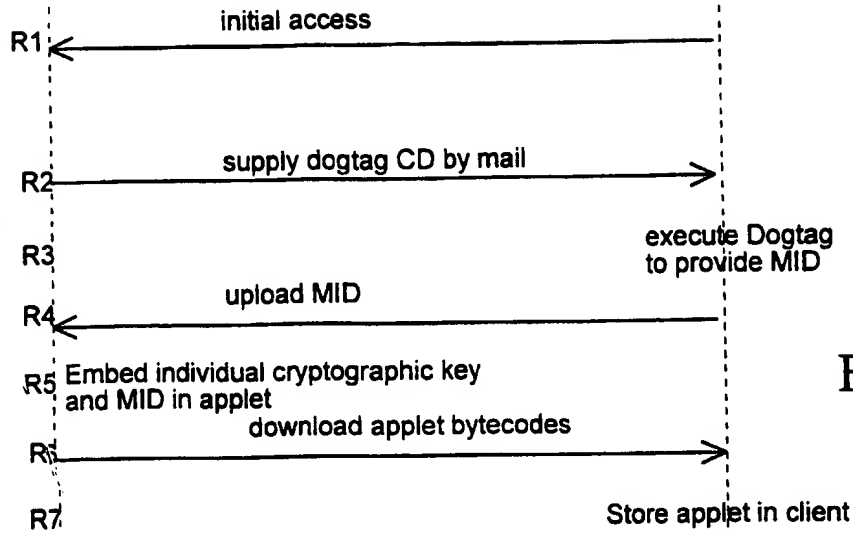 initial access
R1
supply dogtag CD by mail
R2
execute Dogtag
to provide MID
R3
upload MID
R4
R5 Embed individual cryptographic key
and MID in applet
download applet bytecodes
R6
R7
Store applet in client